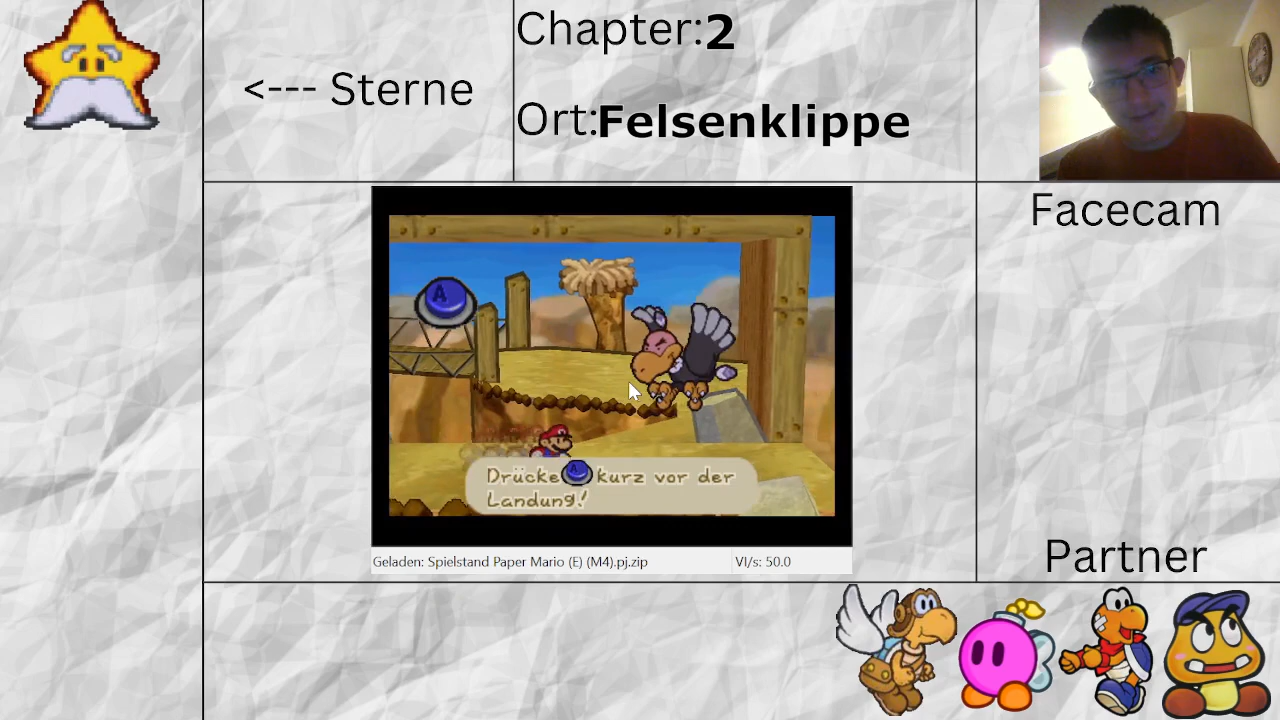 Chapter:2
<--- Sterne
Ort:Felsenklippe
Facecam
A
Drücke A kurz vor der
Landung!
Geladen: Spielstand Paper Mario (E) (M4).pj.zip VI/s: 50.0
Partner